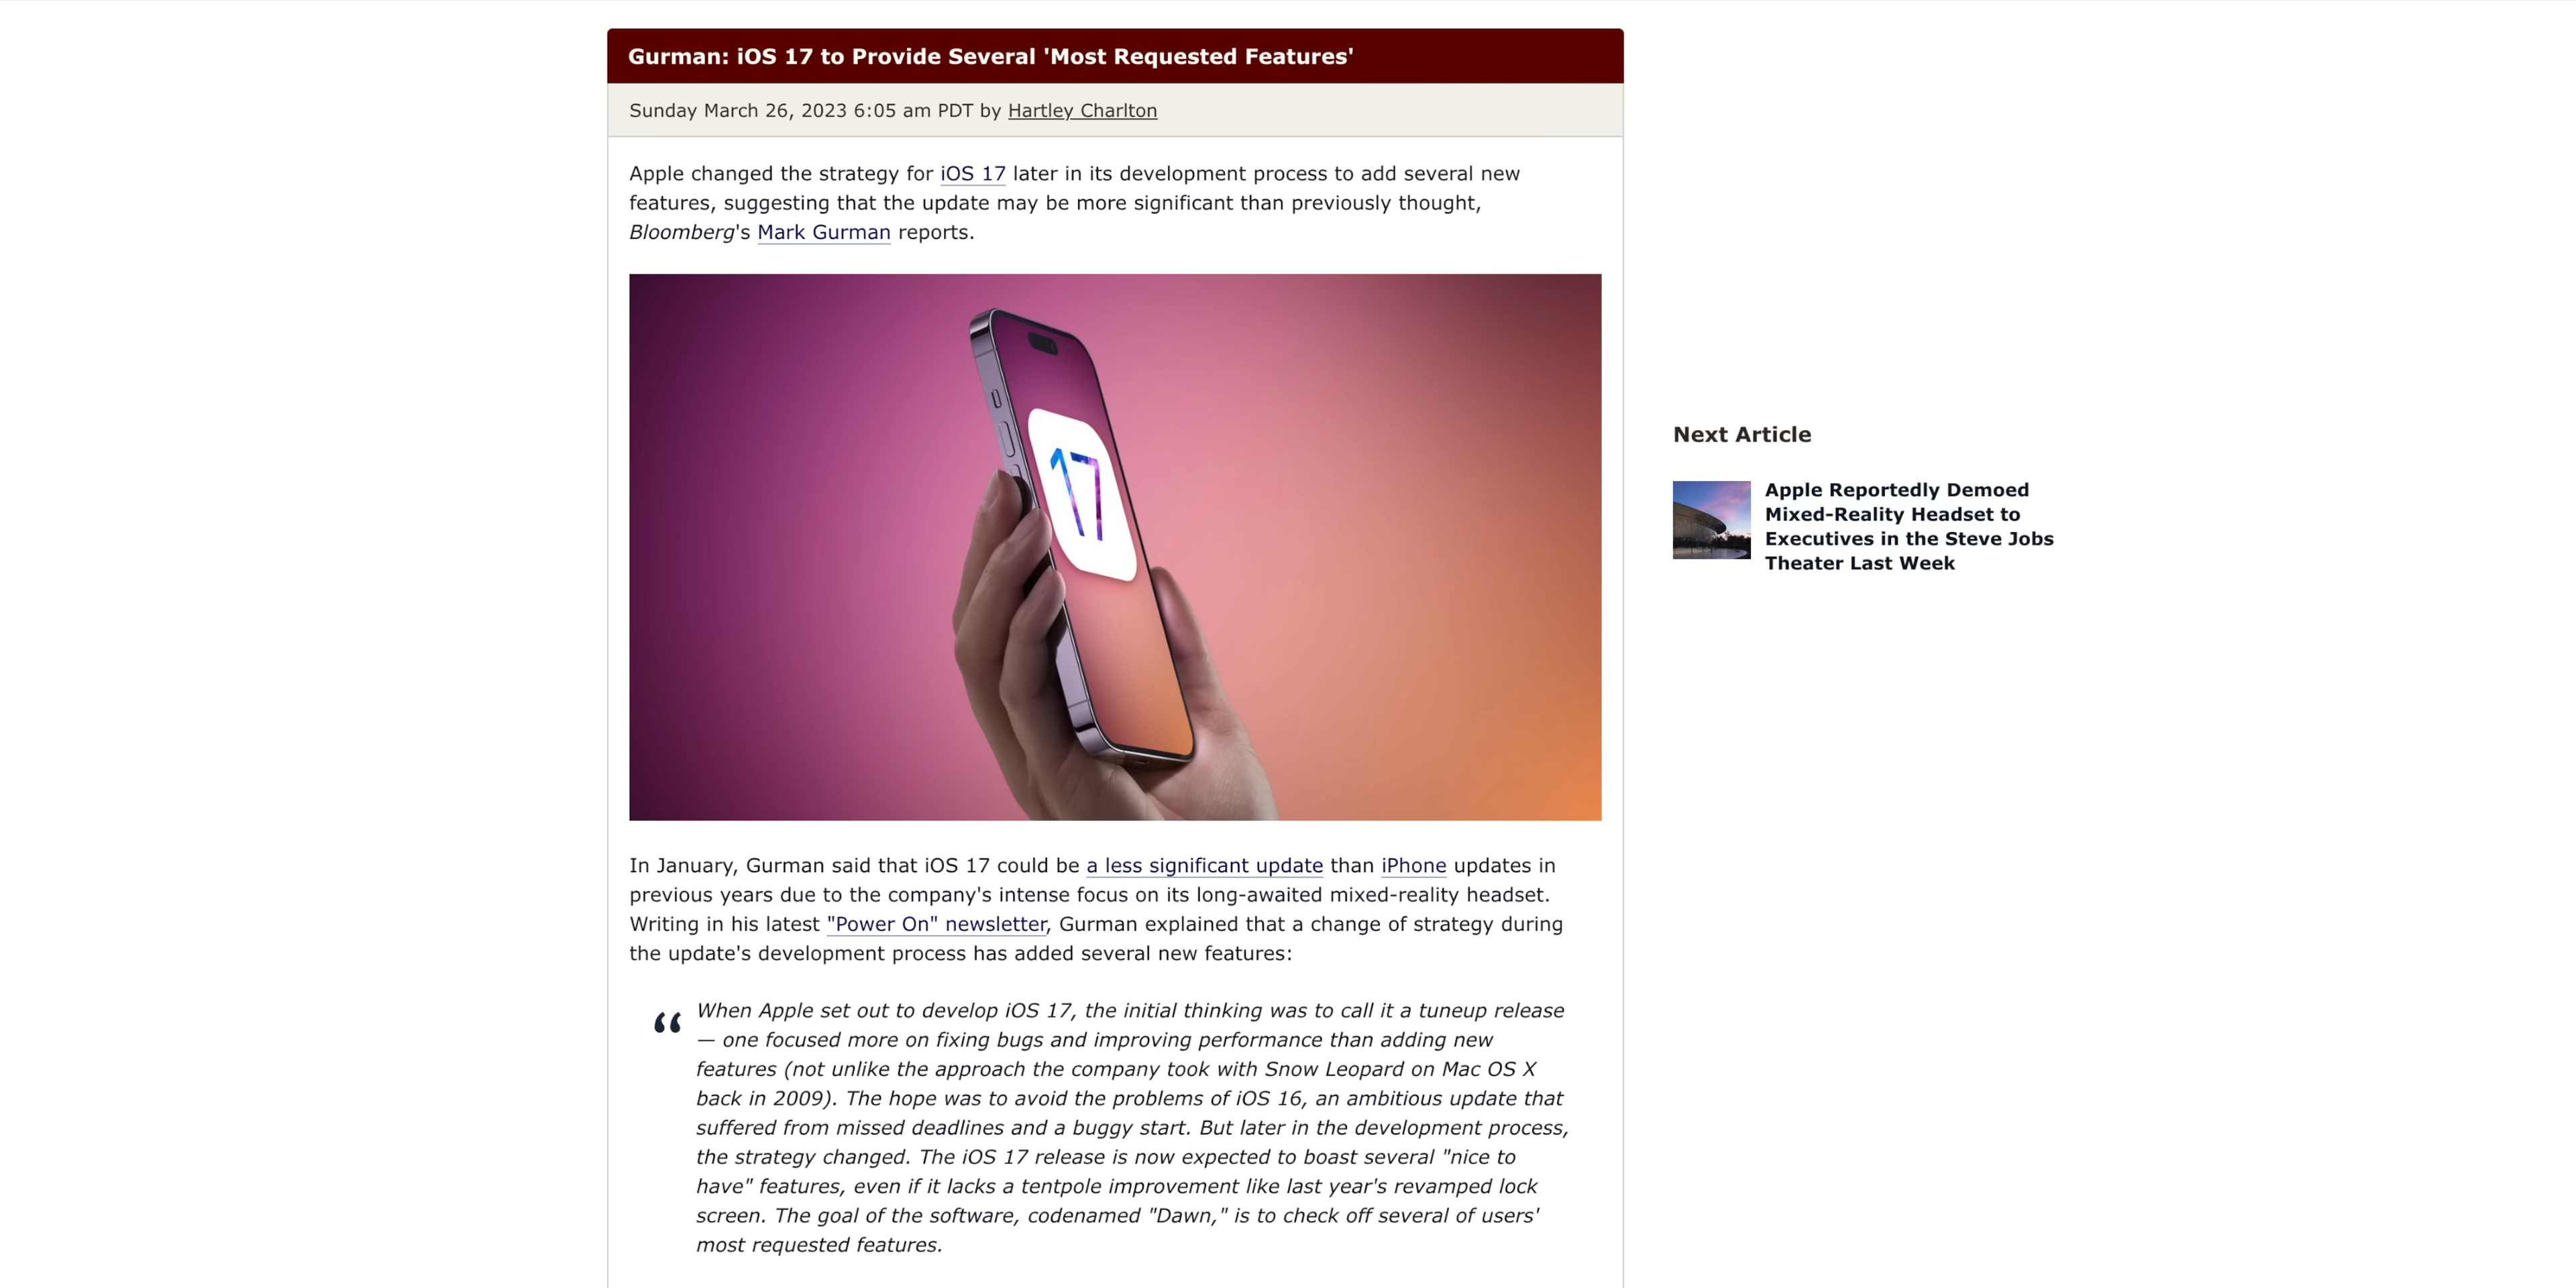 Gurman: iOS 17 to Provide Several 'Most Requested Features'
Sunday March 26, 2023 6:05 am PDT by Hartley Charlton
Apple changed the strategy for iOS 17 later in its development process to add several new
features, suggesting that the update may be more significant than previously thought,
Bloomberg's Mark Gurman reports.
17
In January, Gurman said that iOS 17 could be a less significant update than iPhone updates in
previous years due to the company's intense focus on its long-awaited mixed-reality headset.
Writing in his latest "Power On" newsletter, Gurman explained that a change of strategy during
the update's development process has added several new features:
“ When Apple set out to develop iOS 17, the initial thinking was to call it a tuneup release
— one focused more on fixing bugs and improving performance than adding new
features (not unlike the approach the company took with Snow Leopard on Mac OS X
back in 2009). The hope was to avoid the problems of iOS 16, an ambitious update that
suffered from missed deadlines and a buggy start. But later in the development process,
the strategy changed. The iOS 17 release is now expected to boast several "nice to
have" features, even if it lacks a tentpole improvement like last year's revamped lock
screen. The goal of the software, codenamed "Dawn," is to check off several of users'
most requested features.
Next Article
Apple Reportedly Demoed
Mixed-Reality Headset to
Executives in the Steve Jobs
Theater Last Week